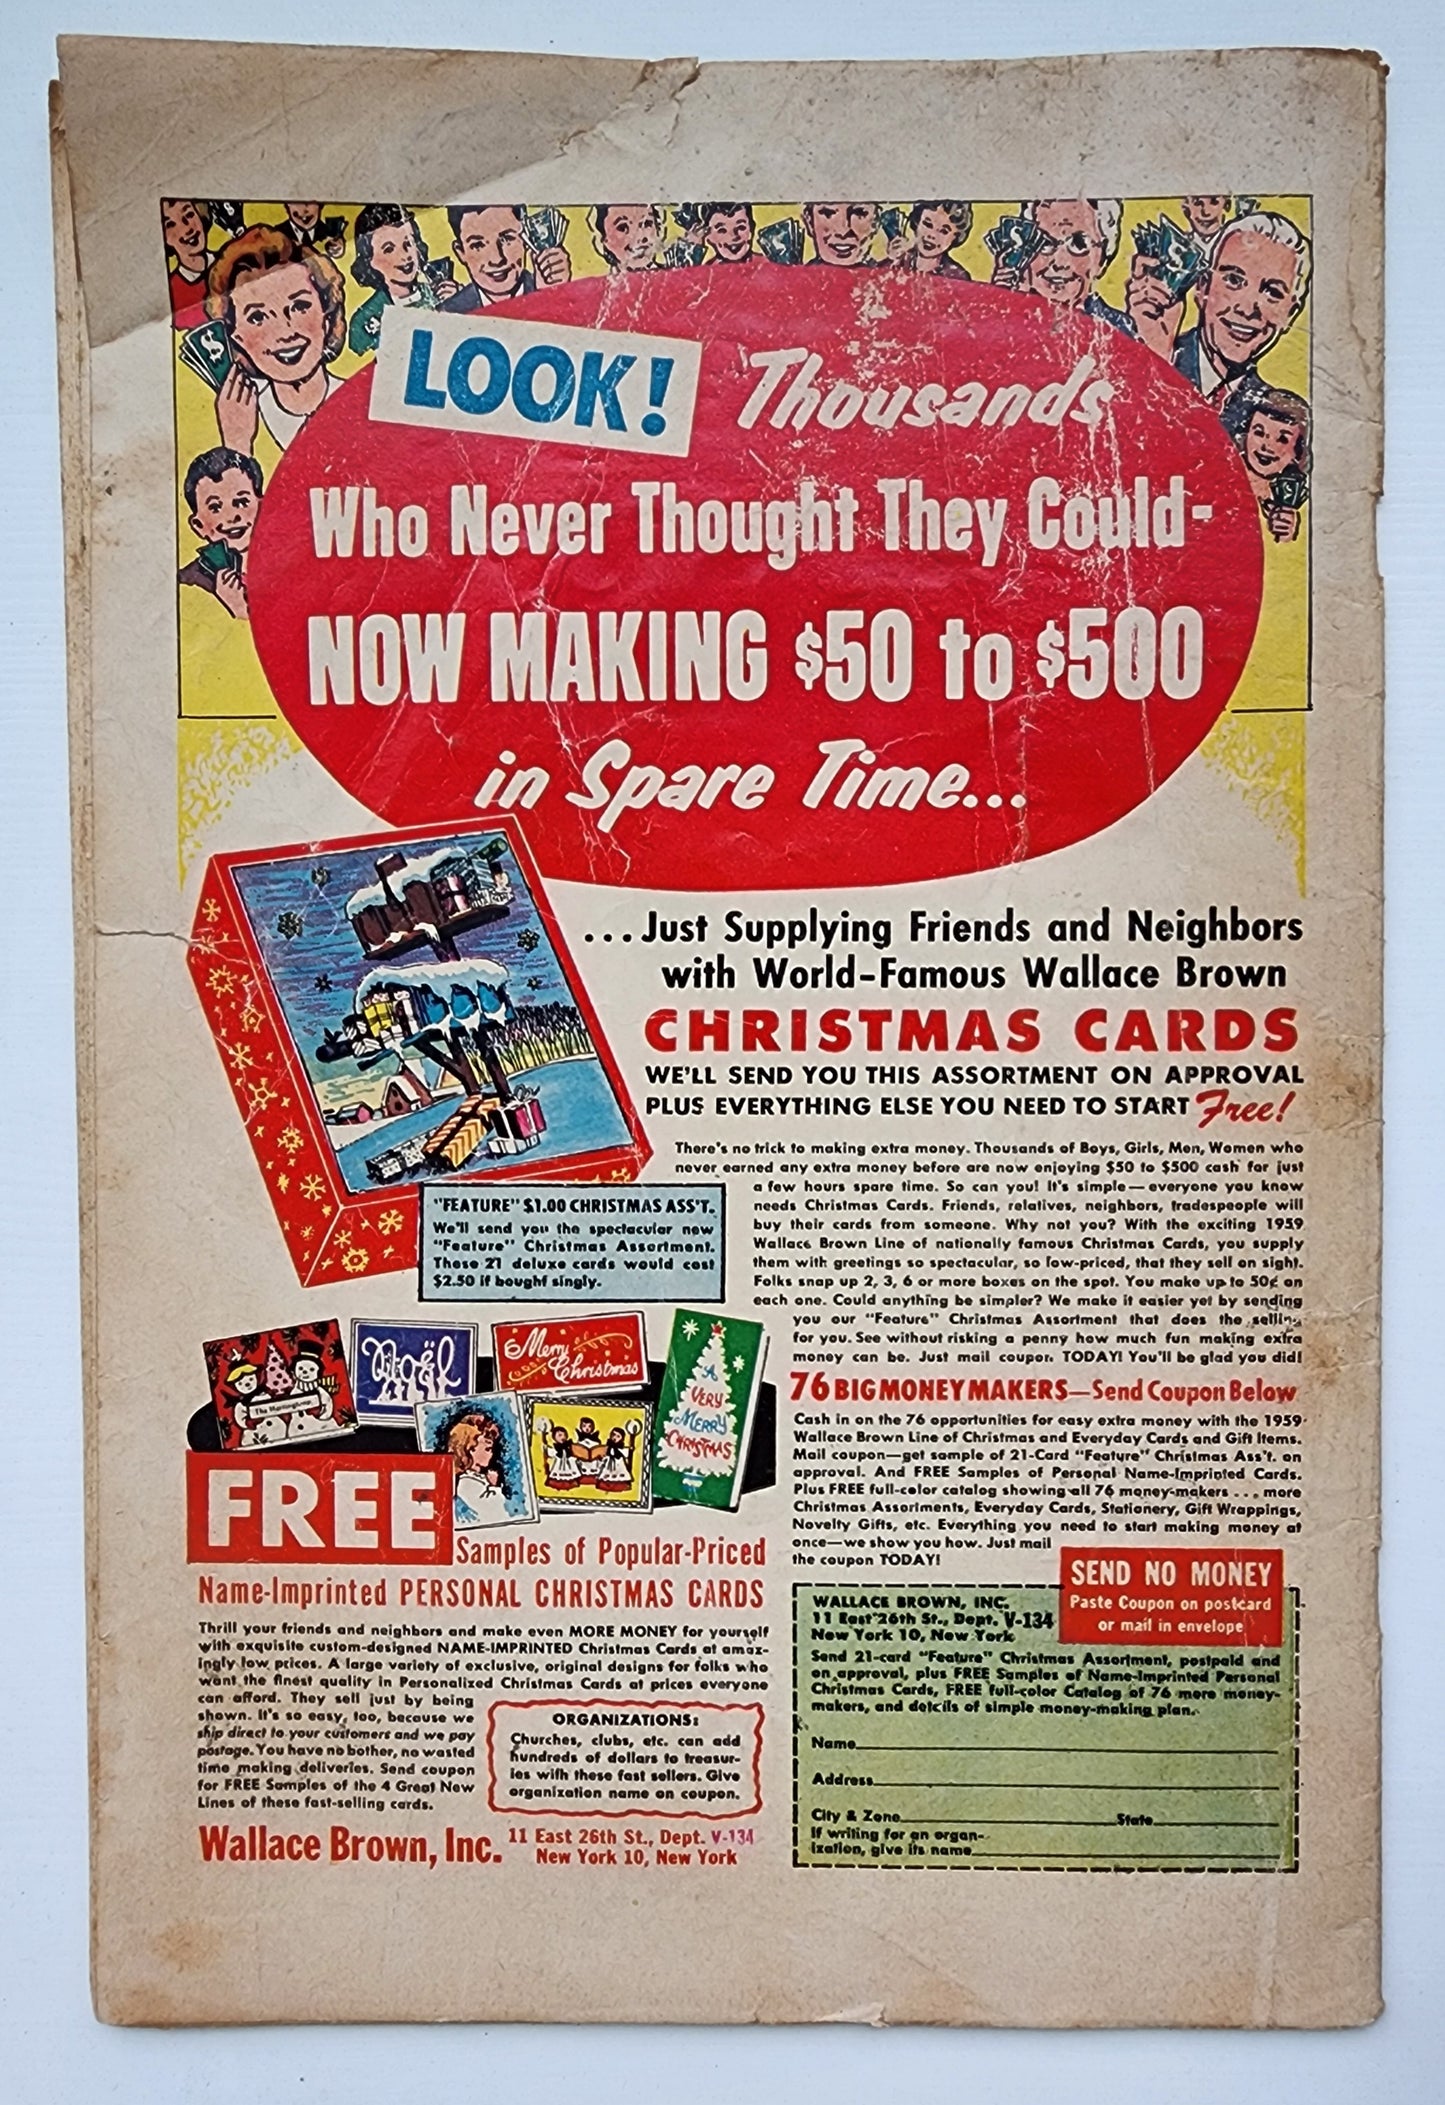 LOOK! Thousands
Who Never Thought They Could-
NOW MAKING $50 to $500
in Spare Time...
...Just Supplying Friends and Neighbors
with World-Famous Wallace Brown
CHRISTMAS CARDS
WE'LL SEND YOU THIS ASSORTMENT ON APPROVAL
PLUS EVERYTHING ELSE YOU NEED TO START Free!
There's no trick to making extra money. Thousands of Boys, Girls, Men, Women who
never earned any extra money before are now enjoying $50 to $500 cash for just
a few hours spare time. So can you! It's simple—everyone you know
needs Christmas Cards. Friends, relatives, neighbors, tradespeople will
buy their cards from someone. Why not you? With the exciting 1959
Wallace Brown Line of nationally famous Christmas Cards, you supply
them with greetings so spectacular, so low-priced, that they sell on sight.
Folks snap up 2, 3, 6 or more boxes on the spot. You make up to 50¢ on
each one. Could anything be simpler? We make it easier yet by sending
you our "Feature" Christmas Assortment that does the selling
for you. See without risking a penny how much fun making extra
money can be. Just mail coupon TODAY! You'll be glad you did!
"FEATURE" $1.00 CHRISTMAS ASS'T.
We'll send you the spectacular new
"Feature" Christmas Assortment.
These 21 deluxe cards would cost
$2.50 if bought singly.
Noël
Merry
Christmas
A
VERY
MERRY
CHRISTMAS
76 BIG MONEY MAKERS—Send Coupon Below
Cash in on the 76 opportunities for easy extra money with the 1959
Wallace Brown Line of Christmas and Everyday Cards and Gift Items.
Mail coupon—get sample of 21-Card "Feature" Christmas Ass't. on
approval. And FREE Samples of Personal Name-Imprinted Cards.
Plus FREE full-color catalog showing all 76 money-makers . . . more
Christmas Assortments, Everyday Cards, Stationery, Gift Wrappings,
Novelty Gifts, etc. Everything you need to start making money at
once—we show you how. Just mail
the coupon TODAY!
FREE
Samples of Popular-Priced
Name-Imprinted PERSONAL CHRISTMAS CARDS
Thrill your friends and neighbors and make even MORE MONEY for yourself
with exquisite custom-designed NAME-IMPRINTED Christmas Cards at amaz-
ingly low prices. A large variety of exclusive, original designs for folks who
want the finest quality in Personalized Christmas Cards at prices everyone
can afford. They sell just by being
shown. It's so easy, too, because we
ship direct to your customers and we pay
postage. You have no bother, no wasted
time making deliveries. Send coupon
for FREE Samples of the 4 Great New
Lines of these fast-selling cards.
ORGANIZATIONS:
Churches, clubs, etc. can add
hundreds of dollars to treasur-
ies with these fast sellers. Give
organization name on coupon.
Wallace Brown, Inc. 11 East 26th St., Dept. V-134
New York 10, New York
SEND NO MONEY
Paste Coupon on postcard
or mail in envelope
WALLACE BROWN, INC.
11 East 26th St., Dept. V-134
New York 10, New York
Send 21-card "Feature" Christmas Assortment, postpaid and
on approval, plus FREE Samples of Name-Imprinted Personal
Christmas Cards, FREE full-color Catalog of 76 more money-
makers, and details of simple money-making plan.
Name
Address
City & Zone State
If writing for an organ-
ization, give its name